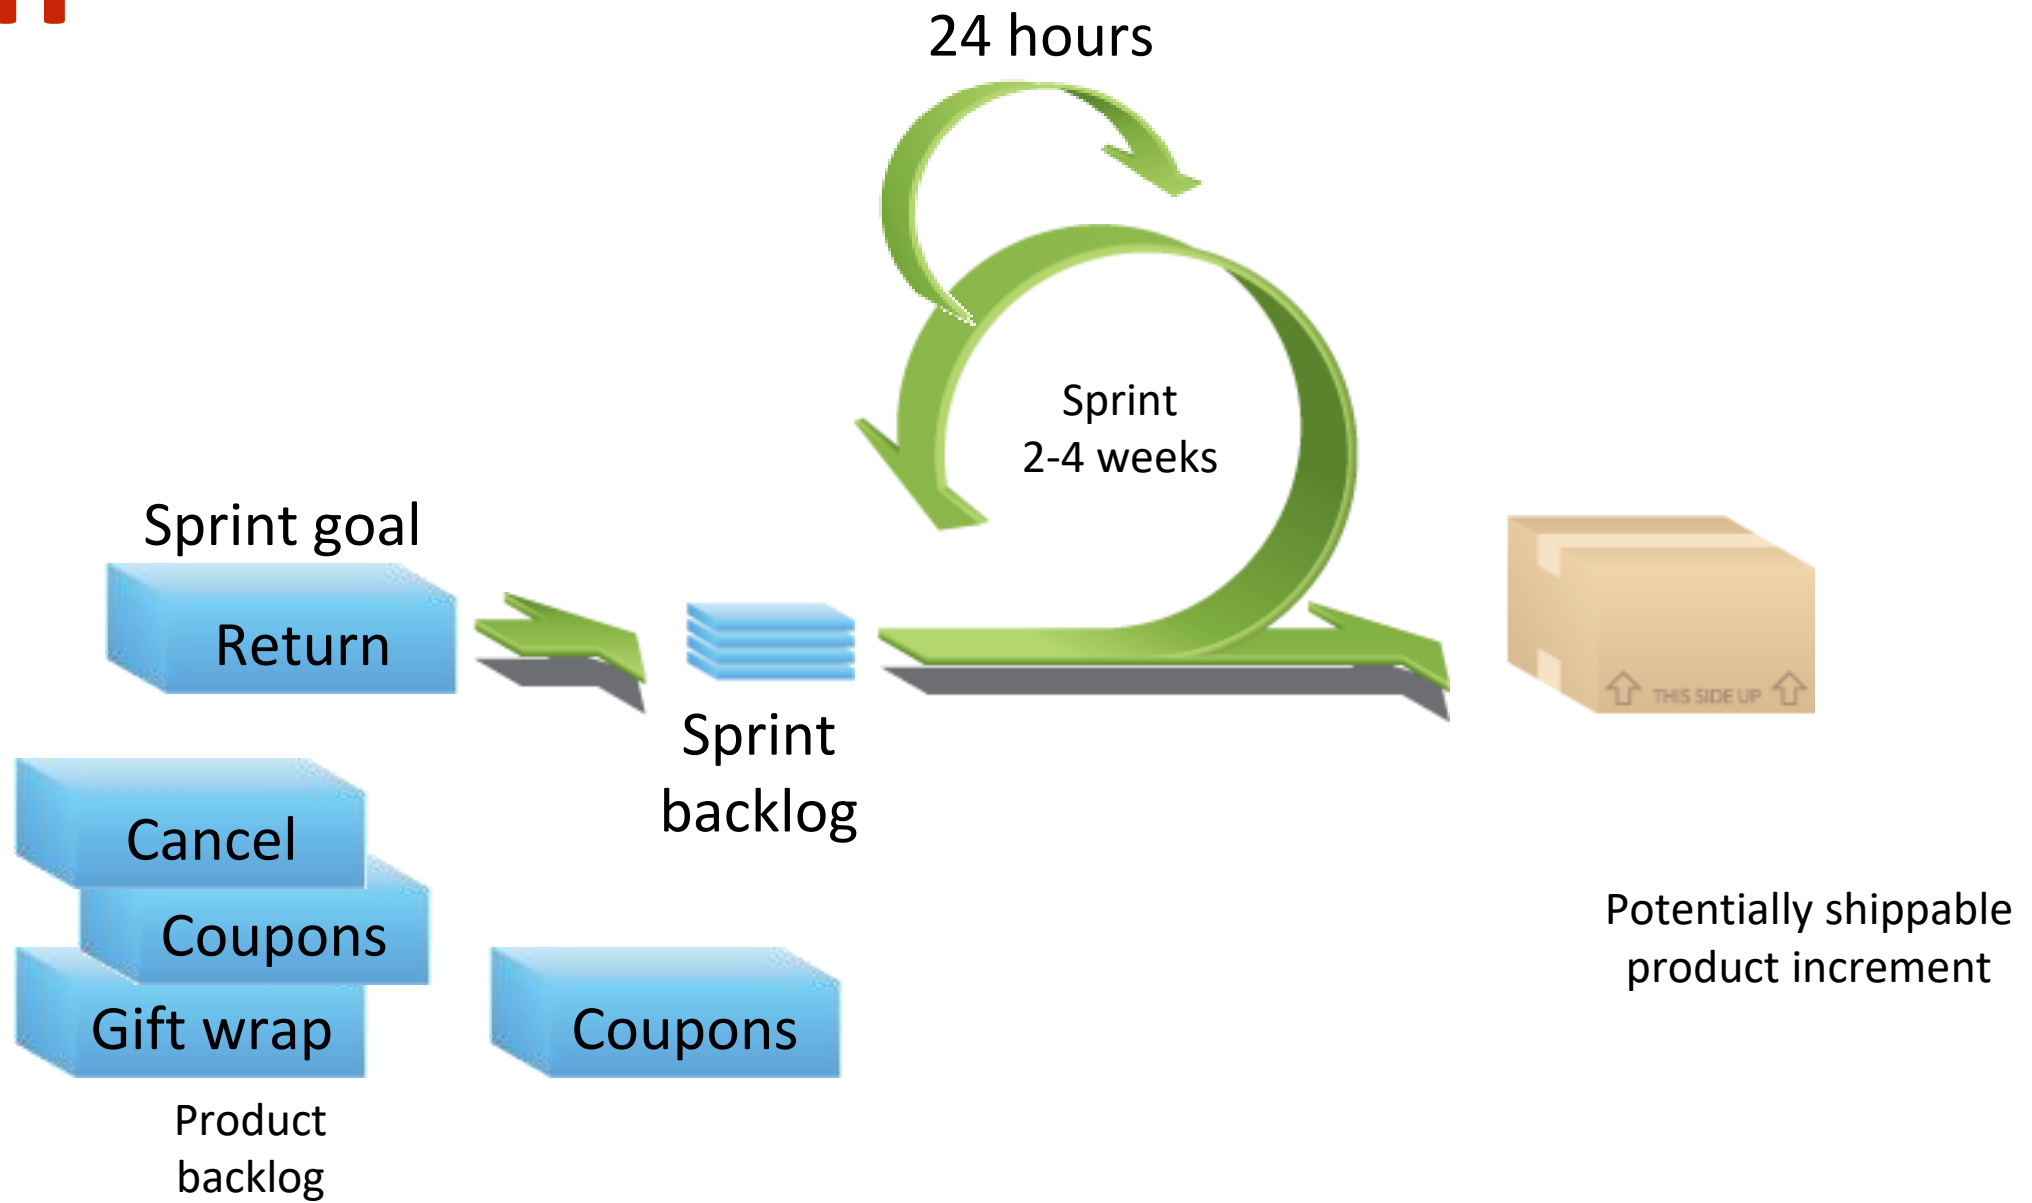 24 hours
Sprint
2-4 weeks
Sprint goal
Return
THIS SIDE UP
Sprint
backlog
Cancel
Coupons
Gift wrap
Coupons
Product
backlog
Potentially shippable
product increment